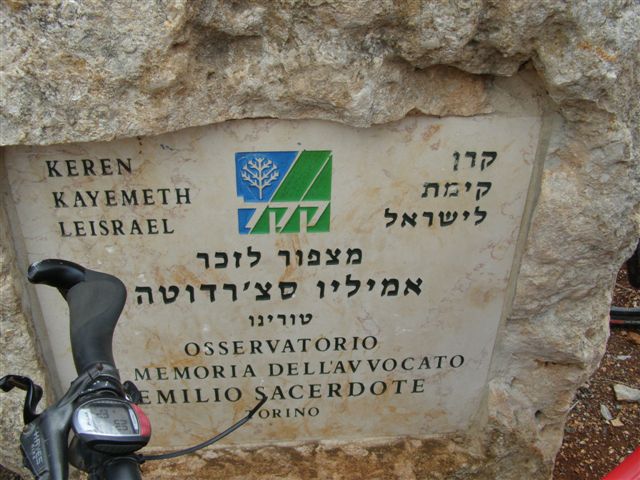 KEREN
KAYEMETH
LEISRAEL
קרן
קימת
לישראל
קקל
מצפור לזכר
אמיליו סצ'רדוטה
טורינו
OSSERVATORIO
MEMORIA DELL'AVVOCATO
EMILIO SACERDOTE
TORINO